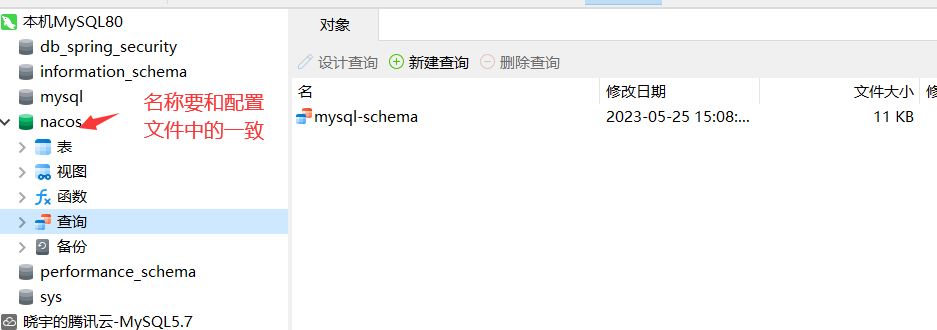 本机MySQL80
db_spring_security
information_schema
mysql
nacos
表
视图
函数
查询
备份
performance_schema
sys
晓宇的腾讯云-MySQL5.7
名称要和配置
文件中的一致
对象
设计查询 新建查询 删除查询
名 修改日期 文件大小 修
mysql-schema 2023-05-25 15:08:... 11 KB